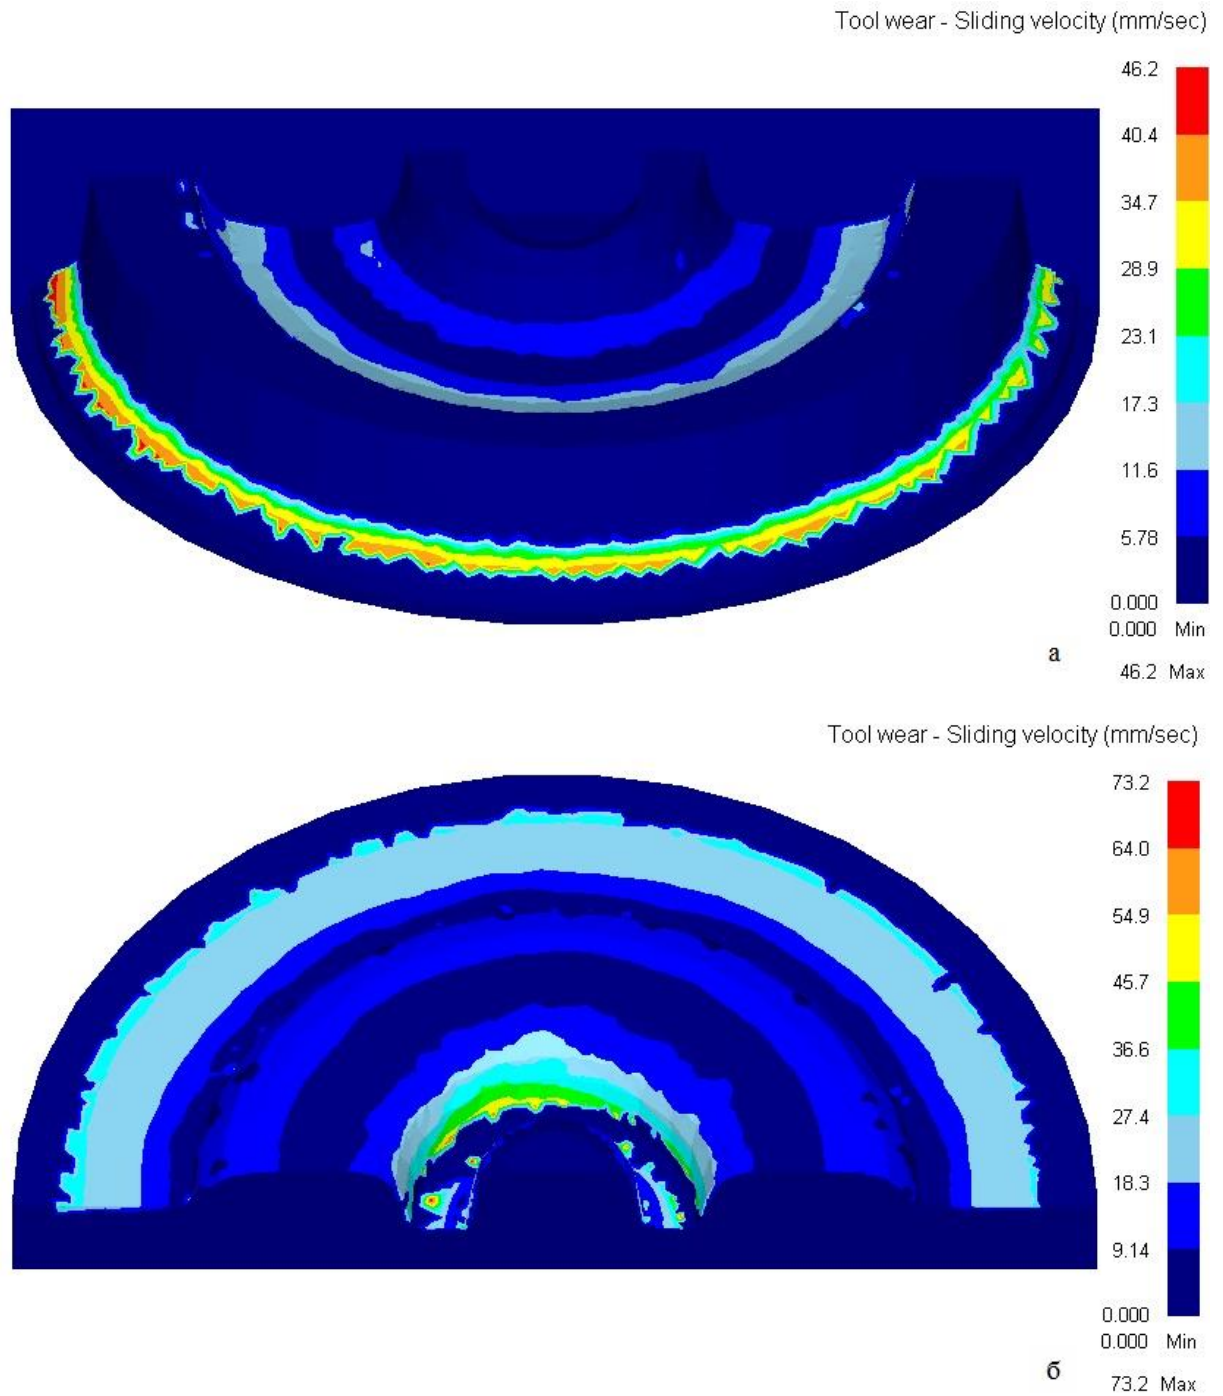 Tool wear - Sliding velocity (mm/sec)
46.2
40.4
34.7
28.9
23.1
17.3
11.6
5.78
0.000
0.000 Min
а
46.2 Max
Tool wear - Sliding velocity (mm/sec)
73.2
64.0
54.9
45.7
36.6
27.4
18.3
9.14
0.000
0.000 Min
б
73.2 Max